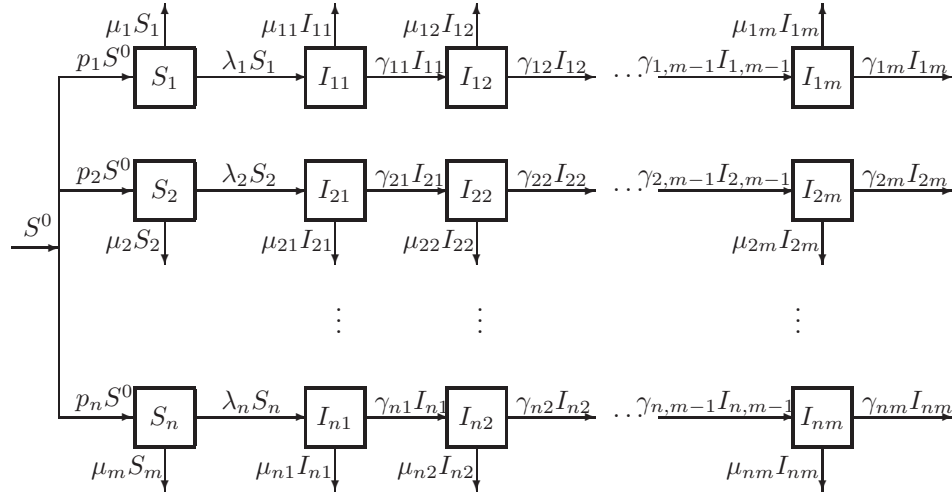 μ₁S₁ μ₁₁I₁₁ μ₁₂I₁₂ μ₁ₘI₁ₘ
p₁S⁰ S₁ λ₁S₁ I₁₁ γ₁₁I₁₁ I₁₂ γ₁₂I₁₂ … γ₁,ₘ₋₁I₁,ₘ₋₁ I₁ₘ γ₁ₘI₁ₘ
p₂S⁰ S₂ λ₂S₂ I₂₁ γ₂₁I₂₁ I₂₂ γ₂₂I₂₂ … γ₂,ₘ₋₁I₂,ₘ₋₁ I₂ₘ γ₂ₘI₂ₘ
S⁰ μ₂S₂ μ₂₁I₂₁ μ₂₂I₂₂ μ₂ₘI₂ₘ
⋮ ⋮ ⋮
pₙS⁰ Sₙ λₙSₙ Iₙ₁ γₙ₁Iₙ₁ Iₙ₂ γₙ₂Iₙ₂ … γₙ,ₘ₋₁Iₙ,ₘ₋₁ Iₙₘ γₙₘIₙₘ
μₘSₘ μₙ₁Iₙ₁ μₙ₂Iₙ₂ μₙₘIₙₘ